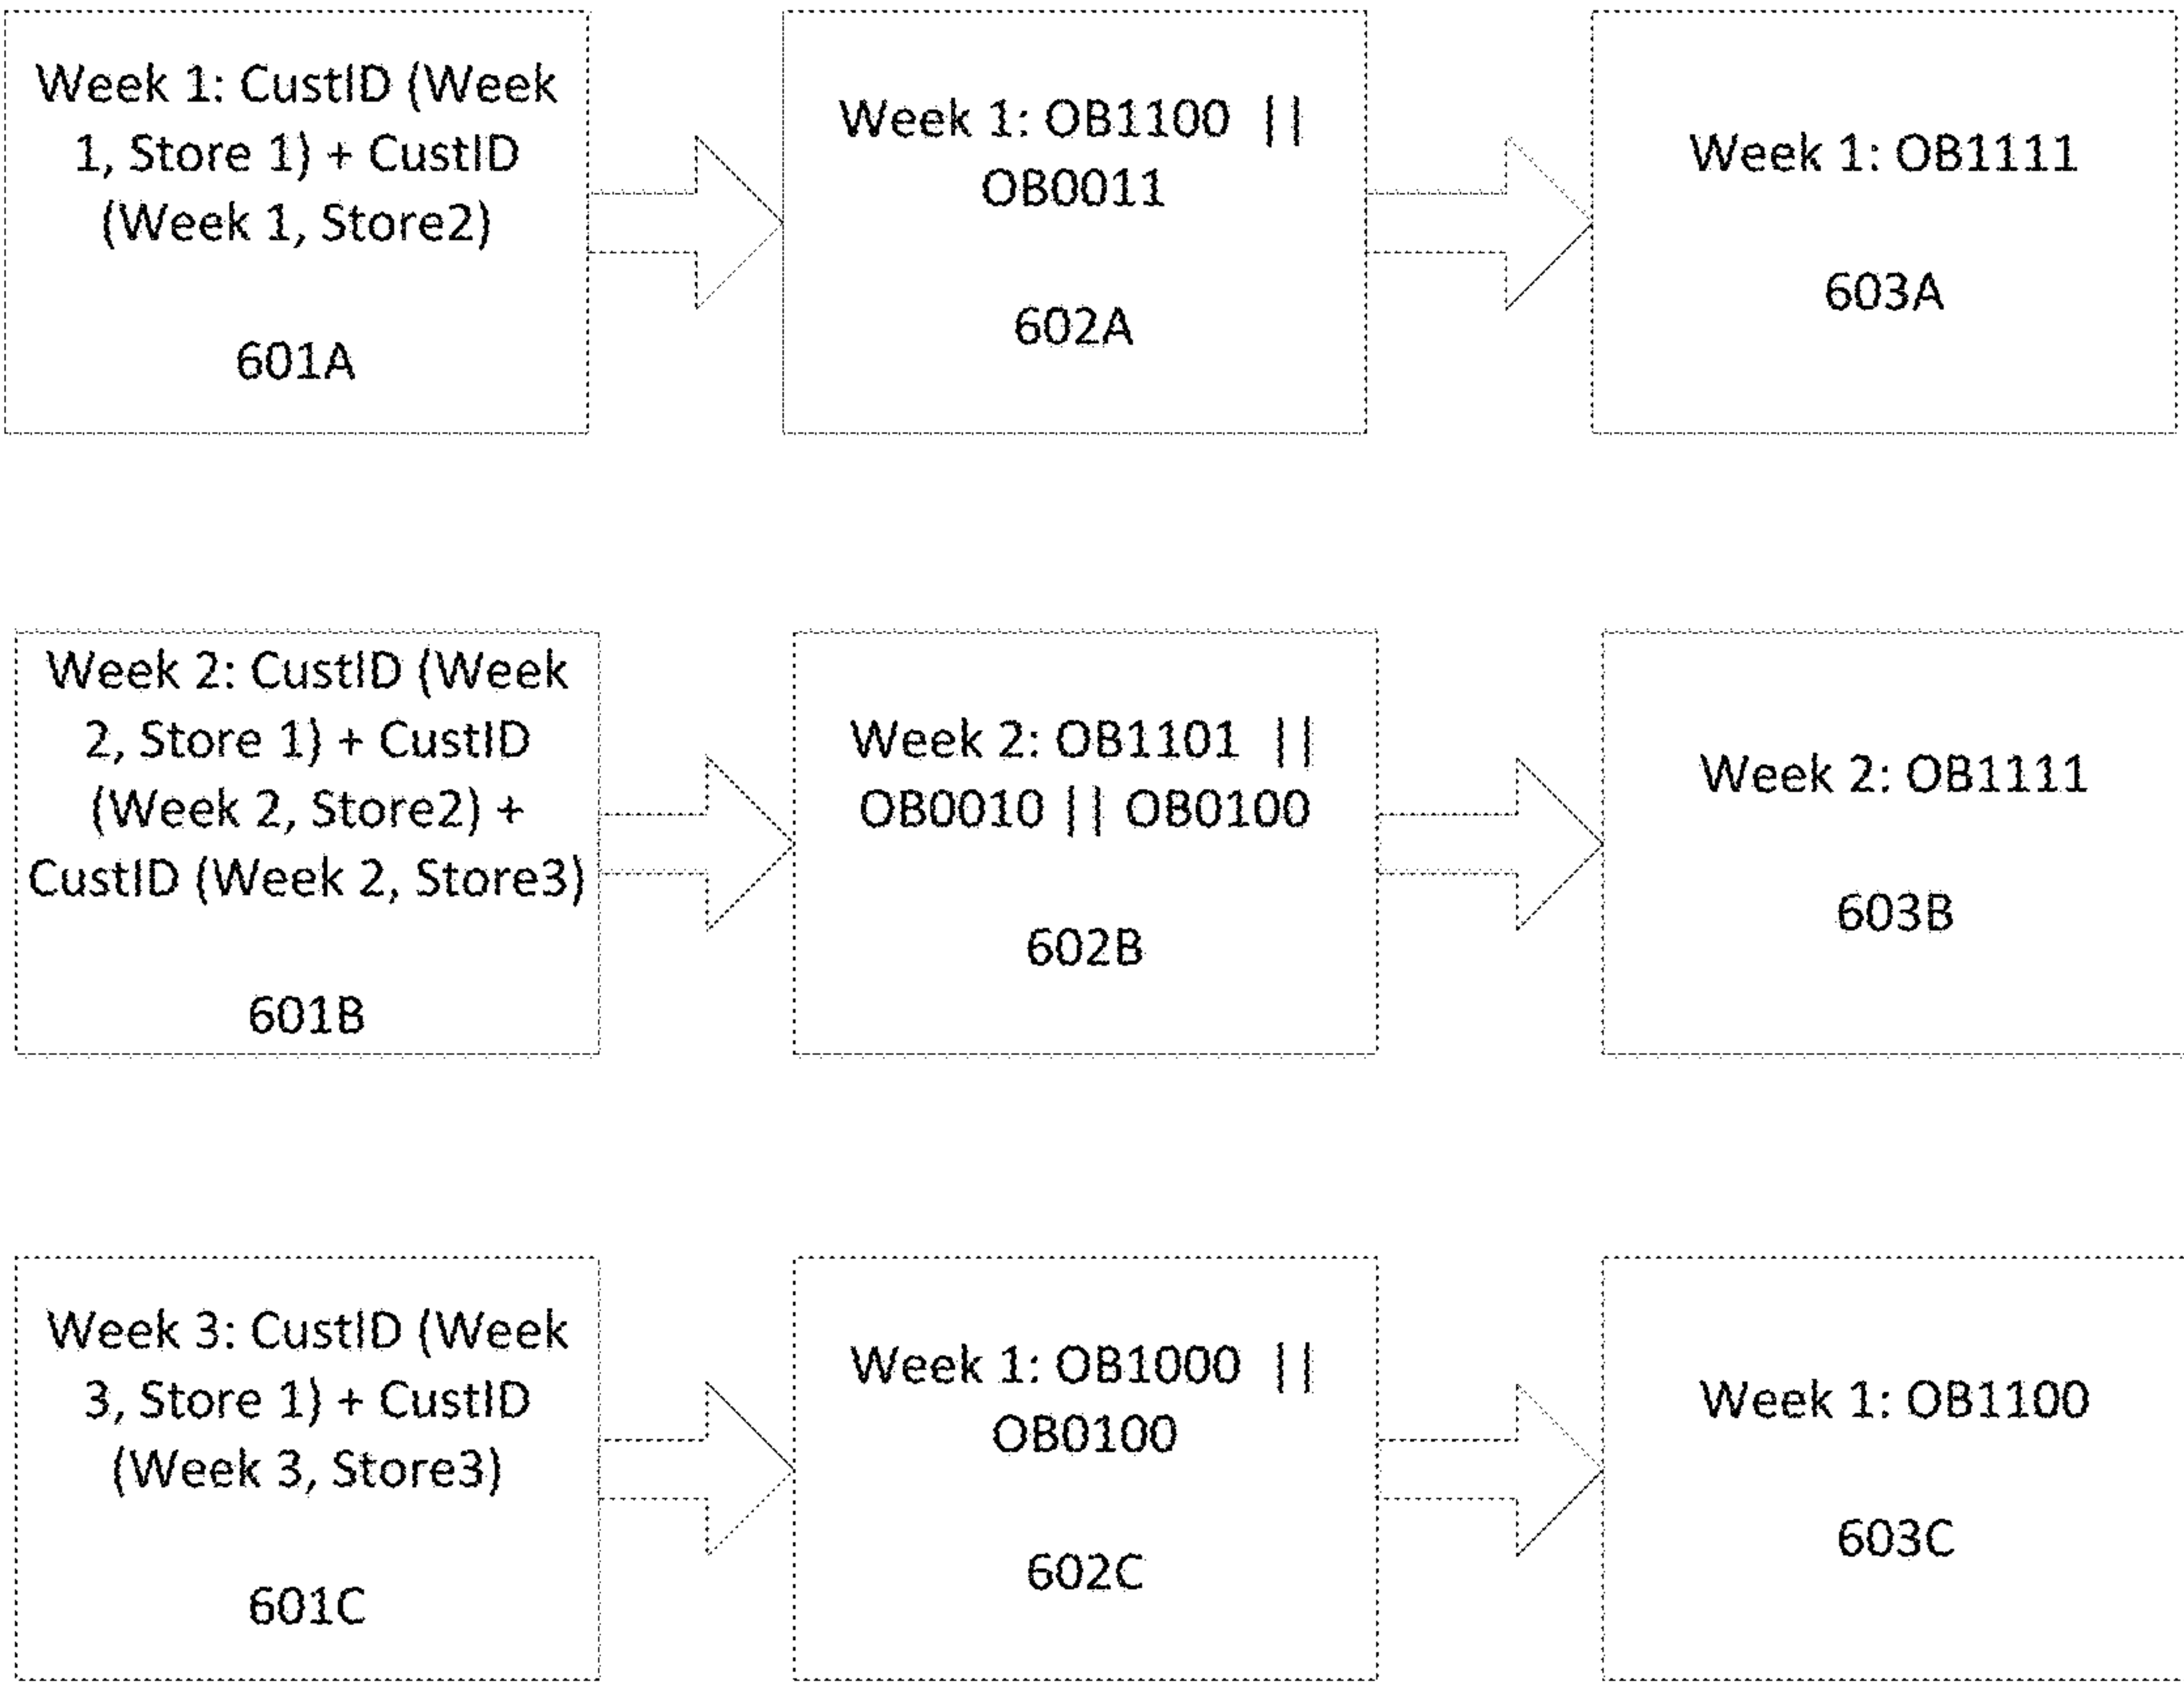 Week 1: CustID (Week
1, Store 1) + CustID
(Week 1, Store2)
601A
Week 1: OB1100 ||
OB0011
602A
Week 1: OB1111
603A
Week 2: CustID (Week
2, Store 1) + CustID
(Week 2, Store2) +
CustID (Week 2, Store3)
601B
Week 2: OB1101 ||
OB0010 || OB0100
602B
Week 2: OB1111
603B
Week 3: CustID (Week
3, Store 1) + CustID
(Week 3, Store3)
601C
Week 1: OB1000 ||
OB0100
602C
Week 1: OB1100
603C